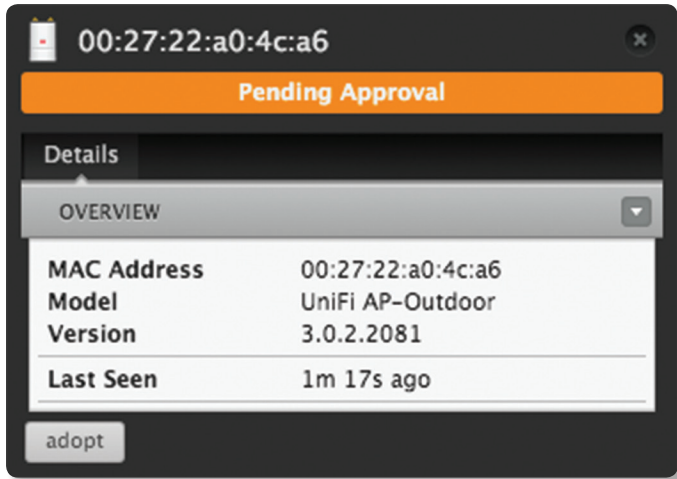 00:27:22:a0:4c:a6
Pending Approval
Details
OVERVIEW
MAC Address 00:27:22:a0:4c:a6
Model UniFi AP-Outdoor
Version 3.0.2.2081
Last Seen 1m 17s ago
adopt